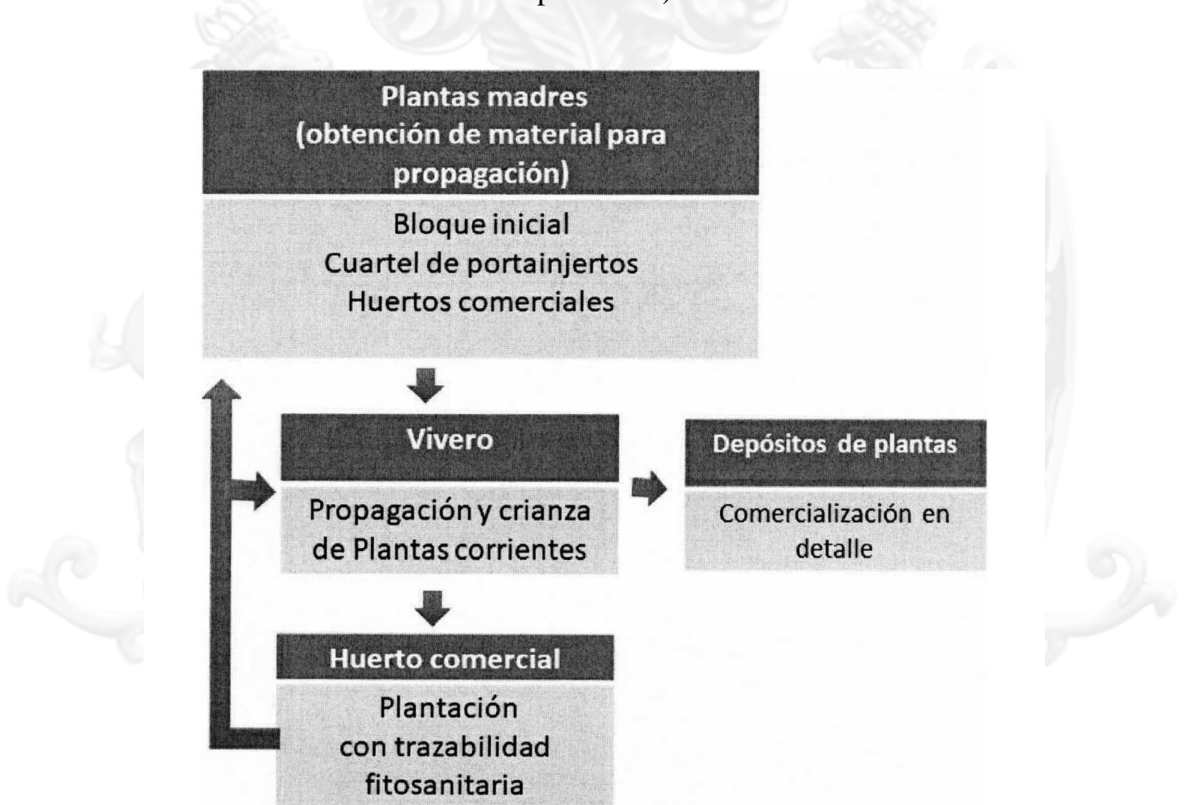 Plantas madres
(obtención de material para
propagación)
Bloque inicial
Cuartel de portainjertos
Huertos comerciales
Vivero
Propagación y crianza
de Plantas corrientes
Depósitos de plantas
Comercialización en
detalle
Huerto comercial
Plantación
con trazabilidad
fitosanitaria